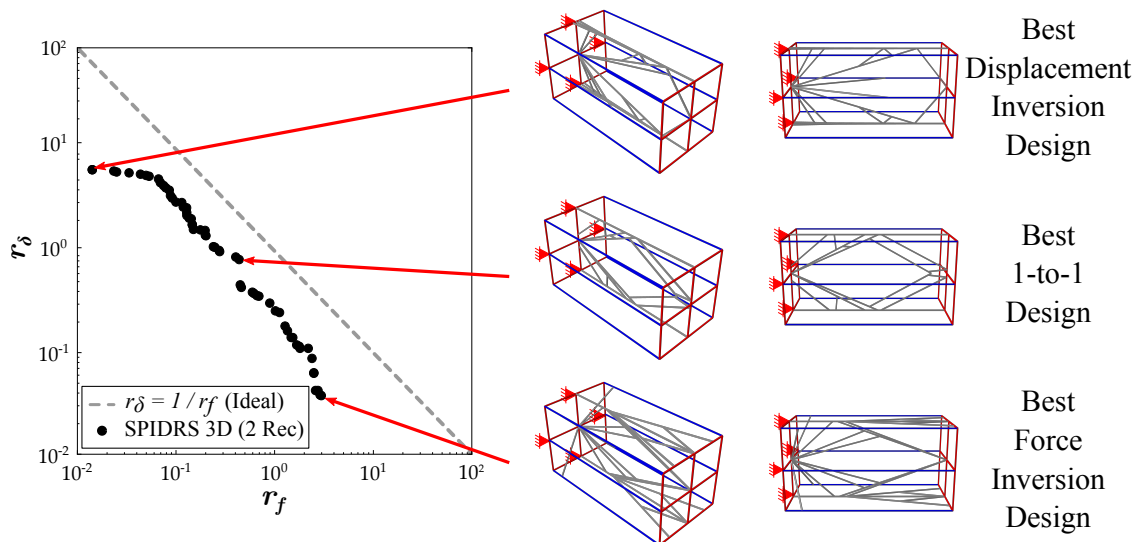 10²
10¹
10⁰
10⁻¹
10⁻²
r_δ
10⁻²
10⁻¹
10⁰
10¹
10²
r_f
r_δ = 1 / r_f (Ideal)
SPIDRS 3D (2 Rec)
Best
Displacement
Inversion
Design
Best
1-to-1
Design
Best
Force
Inversion
Design